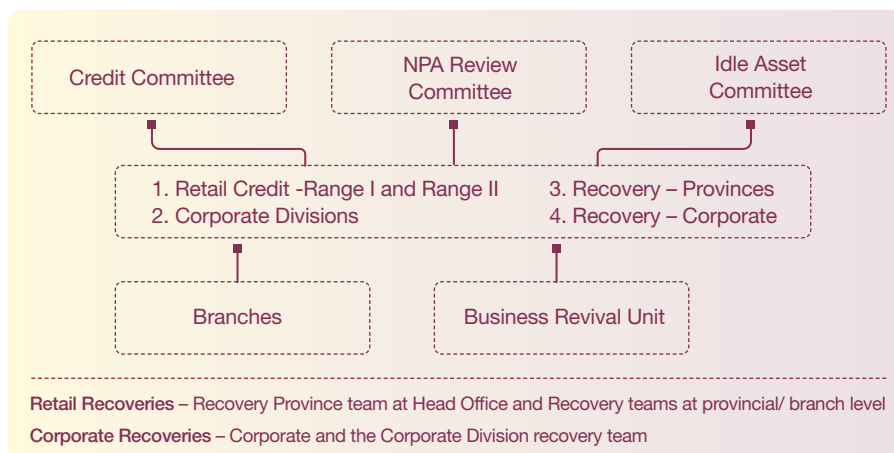 Credit Committee
NPA Review
Committee
Idle Asset
Committee
1. Retail Credit -Range I and Range II
2. Corporate Divisions
3. Recovery – Provinces
4. Recovery – Corporate
Branches
Business Revival Unit
Retail Recoveries – Recovery Province team at Head Office and Recovery teams at provincial/ branch level
Corporate Recoveries – Corporate and the Corporate Division recovery team